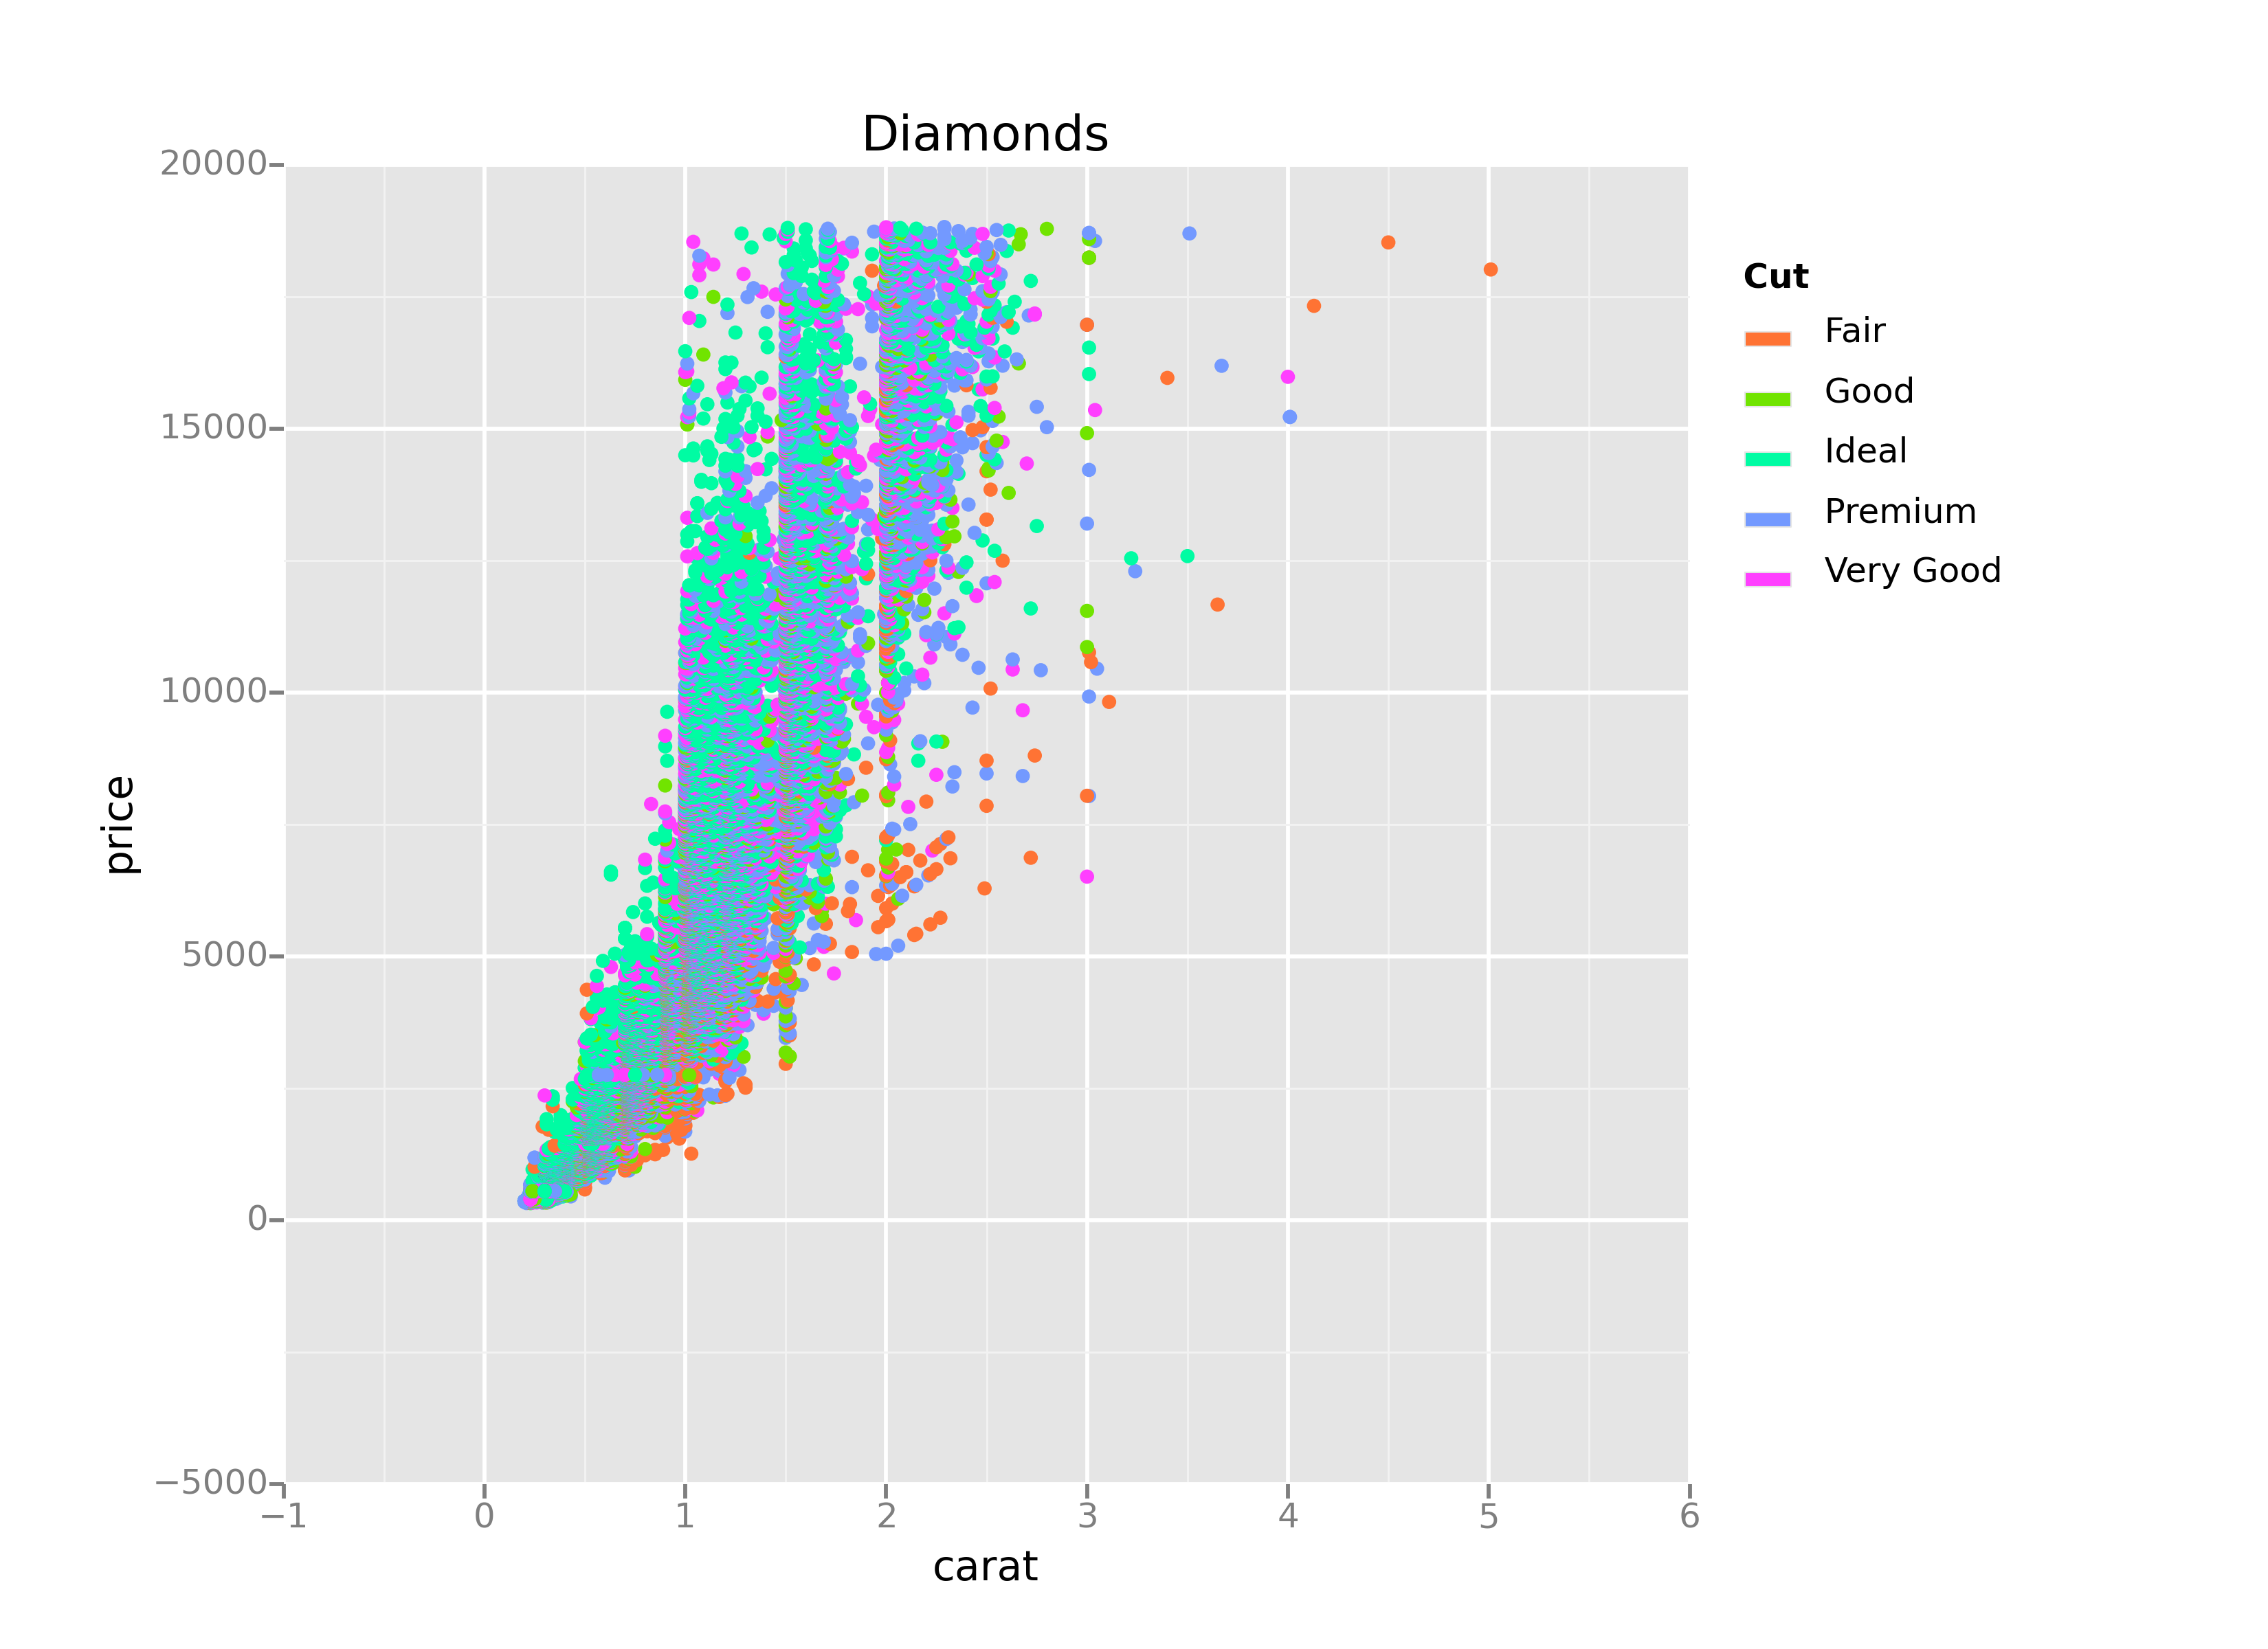 Diamonds
20000
15000
10000
5000
0
−5000
price
−1 0 1 2 3 4 5 6
carat
Cut
Fair
Good
Ideal
Premium
Very Good